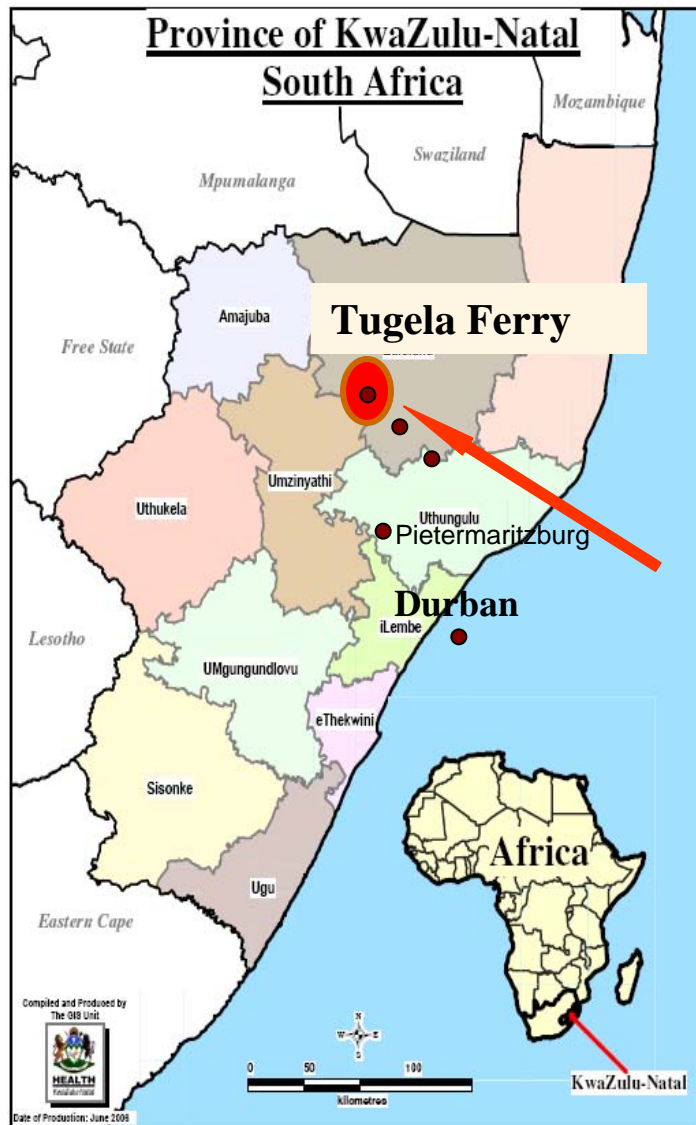 Province of KwaZulu-Natal
South Africa
Mozambique
Swaziland
Mpumalanga
Amajuba
Tugela Ferry
Free State
Umzinyathi
Uthukela
Uthungulu
Pietermaritzburg
Durban
iLembe
Lesotho
UMgungundlovu
eThekwini
Sisonke
Africa
Ugu
Eastern Cape
Compiled and Produced by
The GIS Unit
N
W E
S
HEALTH
KwaZulu-Natal
0 50 100
kilometres
KwaZulu-Natal
Date of Production: June 2006